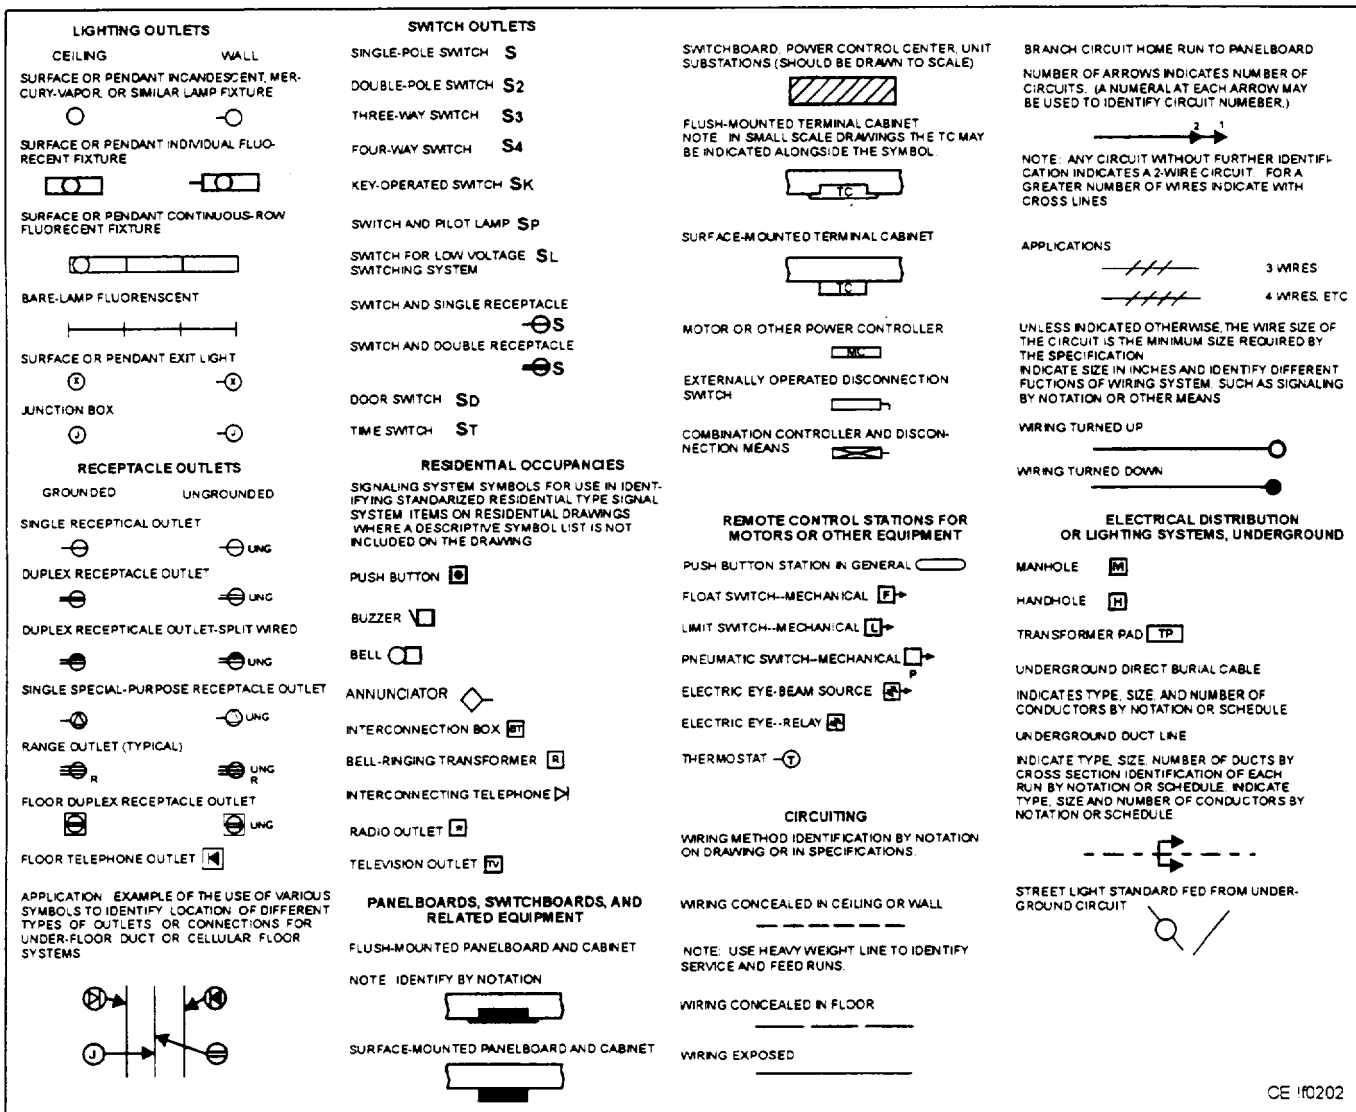 LIGHTING OUTLETS
CEILING WALL
SURFACE OR PENDANT INCANDESCENT, MER-
CURY-VAPOR, OR SIMILAR LAMP FIXTURE
SURFACE OR PENDANT INDIVIDUAL FLUO-
RECENT FIXTURE
SURFACE OR PENDANT CONTINUOUS-ROW
FLUORECENT FIXTURE
BARE-LAMP FLUORENSCENT
SURFACE OR PENDANT EXIT LIGHT
X X
JUNCTION BOX
J J
RECEPTACLE OUTLETS
GROUNDED UNGROUNDED
SINGLE RECEPTICAL OUTLET
UNG
DUPLEX RECEPTACLE OUTLET
UNG
DUPLEX RECEPTICALE OUTLET-SPLIT WIRED
UNG
SINGLE SPECIAL-PURPOSE RECEPTACLE OUTLET
UNG
RANGE OUTLET (TYPICAL)
R UNG
R
FLOOR DUPLEX RECEPTACLE OUTLET
UNG
FLOOR TELEPHONE OUTLET
APPLICATION EXAMPLE OF THE USE OF VARIOUS
SYMBOLS TO IDENTIFY LOCATION OF DIFFERENT
TYPES OF OUTLETS OR CONNECTIONS FOR
UNDER-FLOOR DUCT OR CELLULAR FLOOR
SYSTEMS
J
SWITCH OUTLETS
SINGLE-POLE SWITCH S
DOUBLE-POLE SWITCH S2
THREE-WAY SWITCH S3
FOUR-WAY SWITCH S4
KEY-OPERATED SWITCH SK
SWITCH AND PILOT LAMP SP
SWITCH FOR LOW VOLTAGE SL
SWITCHING SYSTEM
SWITCH AND SINGLE RECEPTACLE
S
SWITCH AND DOUBLE RECEPTACLE
S
DOOR SWITCH SD
TIME SWITCH ST
RESIDENTIAL OCCUPANCIES
SIGNALING SYSTEM SYMBOLS FOR USE IN IDENT-
IFYING STANDARIZED RESIDENTIAL TYPE SIGNAL
SYSTEM ITEMS ON RESIDENTIAL DRAWINGS
WHERE A DESCRIPTIVE SYMBOL LIST IS NOT
INCLUDED ON THE DRAWING
PUSH BUTTON
BUZZER
BELL
ANNUNCIATOR
INTERCONNECTION BOX
BELL-RINGING TRANSFORMER R
INTERCONNECTING TELEPHONE
RADIO OUTLET
TELEVISION OUTLET TV
PANELBOARDS, SWITCHBOARDS, AND
RELATED EQUIPMENT
FLUSH-MOUNTED PANELBOARD AND CABINET
NOTE IDENTIFY BY NOTATION
SURFACE-MOUNTED PANELBOARD AND CABINET
SWITCHBOARD, POWER CONTROL CENTER, UNIT
SUBSTATIONS (SHOULD BE DRAWN TO SCALE)
FLUSH-MOUNTED TERMINAL CABINET
NOTE IN SMALL SCALE DRAWINGS THE TC MAY
BE INDICATED ALONGSIDE THE SYMBOL
TC
SURFACE-MOUNTED TERMINAL CABINET
TC
MOTOR OR OTHER POWER CONTROLLER
MC
EXTERNALLY OPERATED DISCONNECTION
SWITCH
COMBINATION CONTROLLER AND DISCON-
NECTION MEANS
REMOTE CONTROL STATIONS FOR
MOTORS OR OTHER EQUIPMENT
PUSH BUTTON STATION IN GENERAL
FLOAT SWITCH--MECHANICAL F
LIMIT SWITCH--MECHANICAL L
PNEUMATIC SWITCH--MECHANICAL
P
ELECTRIC EYE-BEAM SOURCE
ELECTRIC EYE--RELAY
THERMOSTAT T
CIRCUITING
WIRING METHOD IDENTIFICATION BY NOTATION
ON DRAWING OR IN SPECIFICATIONS.
WIRING CONCEALED IN CEILING OR WALL
NOTE: USE HEAVY WEIGHT LINE TO IDENTIFY
SERVICE AND FEED RUNS.
WIRING CONCEALED IN FLOOR
WIRING EXPOSED
BRANCH CIRCUIT HOME RUN TO PANELBOARD
NUMBER OF ARROWS INDICATES NUMBER OF
CIRCUITS. (A NUMERAL AT EACH ARROW MAY
BE USED TO IDENTIFY CIRCUIT NUMEBER.)
2 1
NOTE: ANY CIRCUIT WITHOUT FURTHER IDENTIFI-
CATION INDICATES A 2-WIRE CIRCUIT. FOR A
GREATER NUMBER OF WIRES INDICATE WITH
CROSS LINES
APPLICATIONS
3 WIRES
4 WIRES, ETC
UNLESS INDICATED OTHERWISE, THE WIRE SIZE OF
THE CIRCUIT IS THE MINIMUM SIZE REQUIRED BY
THE SPECIFICATION
INDICATE SIZE IN INCHES AND IDENTIFY DIFFERENT
FUCTIONS OF WIRING SYSTEM, SUCH AS SIGNALING
BY NOTATION OR OTHER MEANS
WIRING TURNED UP
WIRING TURNED DOWN
ELECTRICAL DISTRIBUTION
OR LIGHTING SYSTEMS, UNDERGROUND
MANHOLE M
HANDHOLE H
TRANSFORMER PAD TP
UNDERGROUND DIRECT BURIAL CABLE
INDICATES TYPE, SIZE, AND NUMBER OF
CONDUCTORS BY NOTATION OR SCHEDULE
UNDERGROUND DUCT LINE
INDICATE TYPE, SIZE, NUMBER OF DUCTS BY
CROSS SECTION IDENTIFICATION OF EACH
RUN BY NOTATION OR SCHEDULE. INDICATE
TYPE, SIZE AND NUMBER OF CONDUCTORS BY
NOTATION OR SCHEDULE
STREET LIGHT STANDARD FED FROM UNDER-
GROUND CIRCUIT